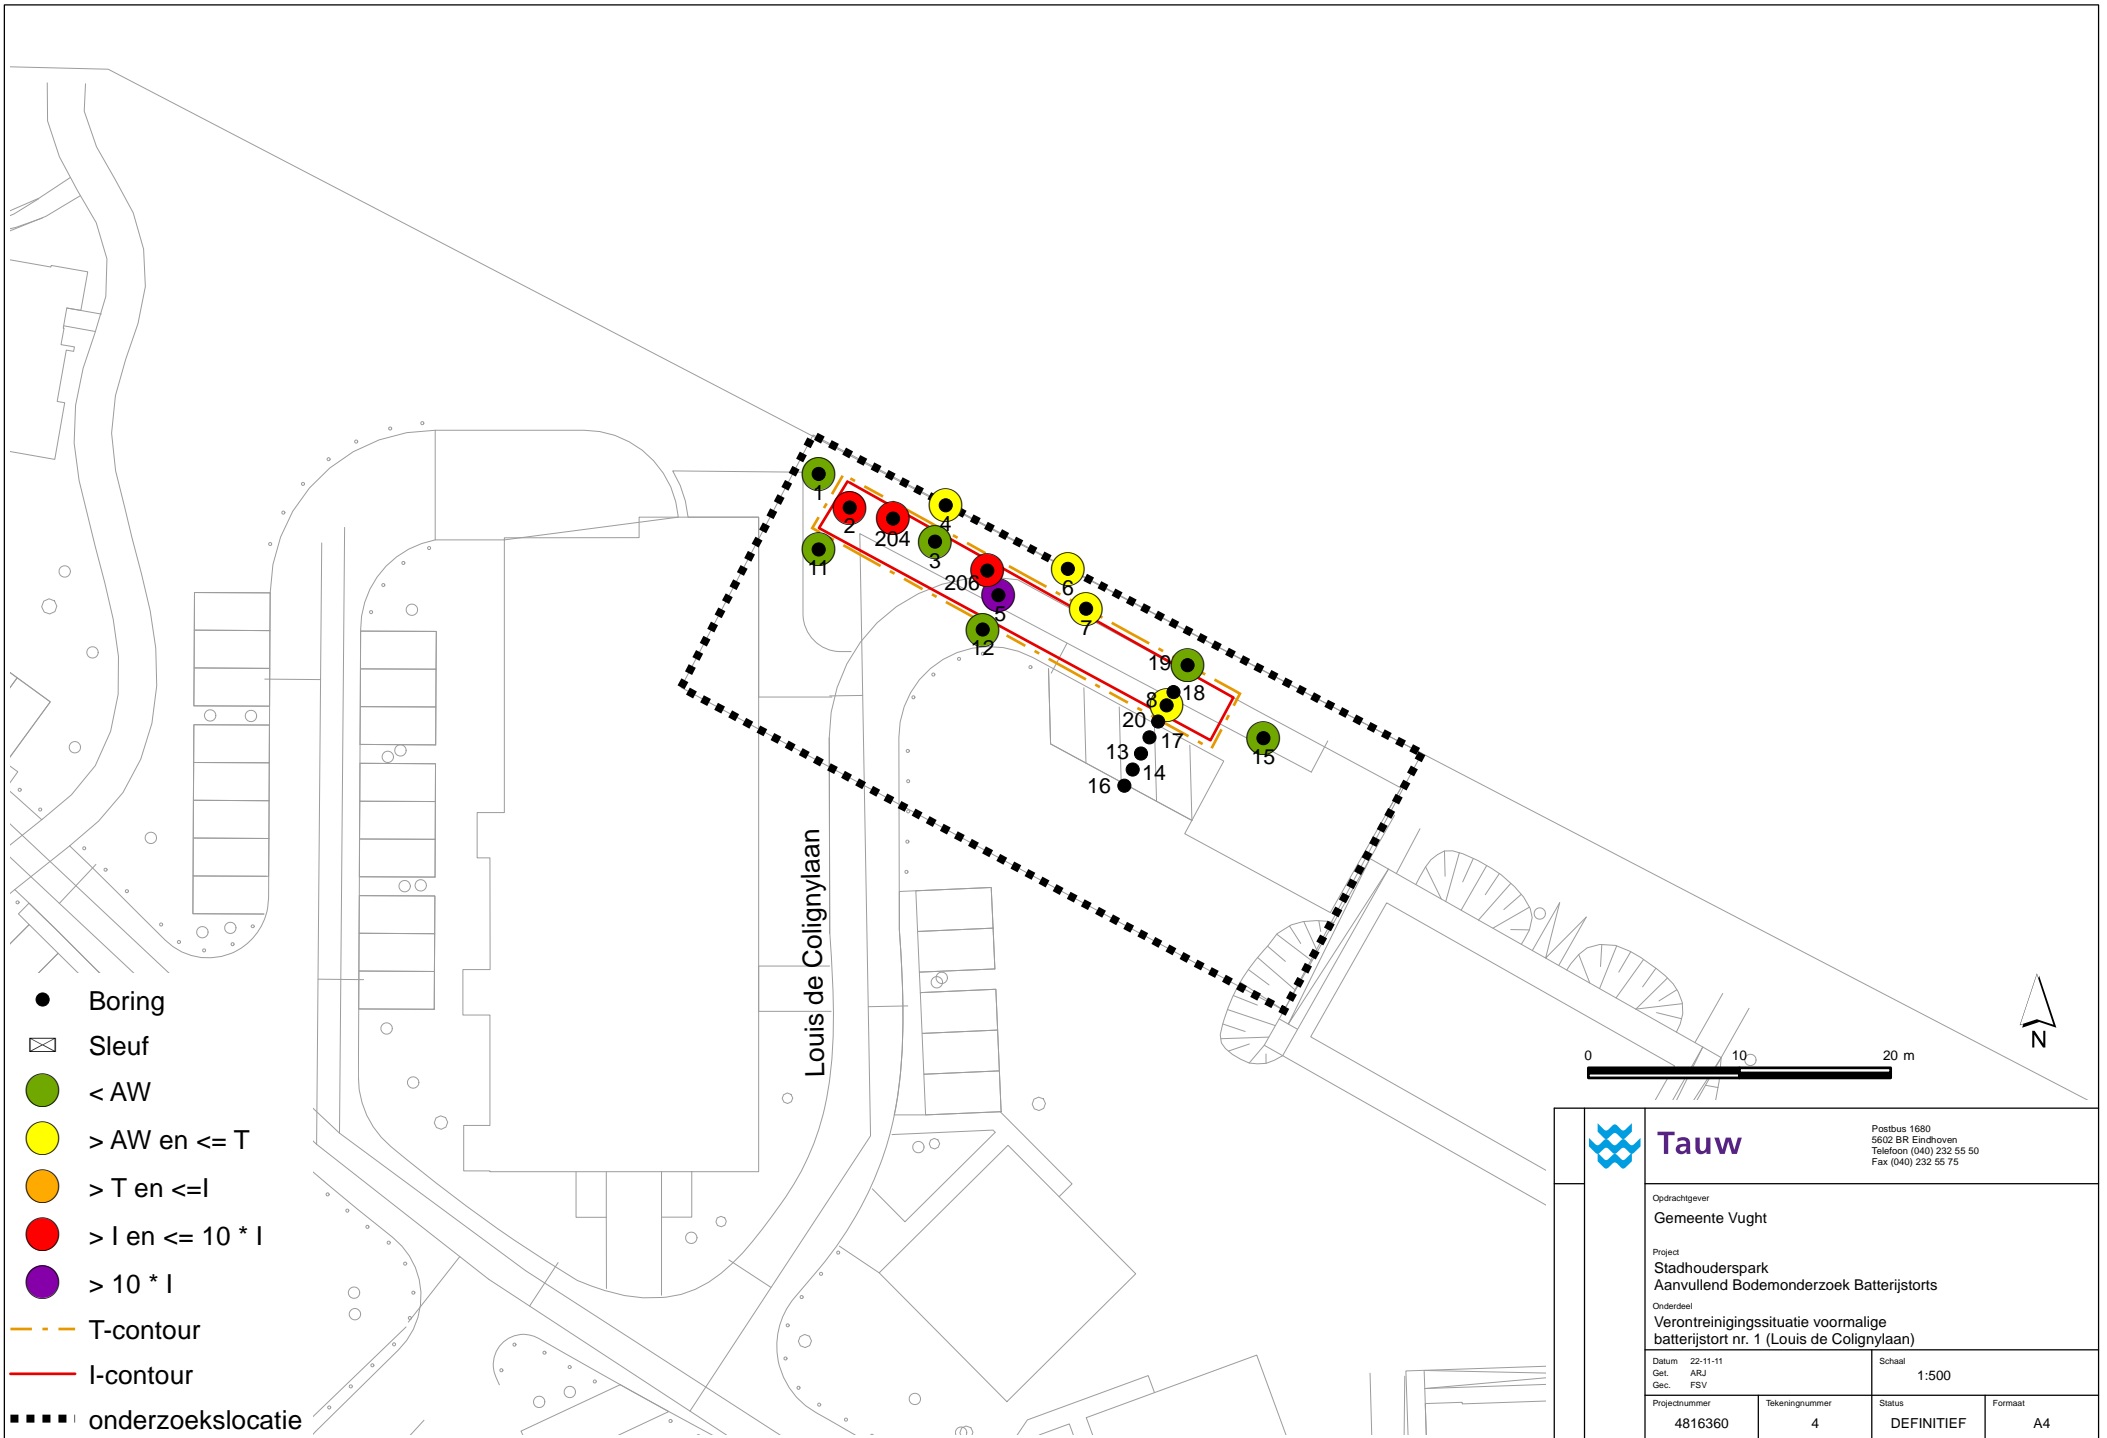 1
2
204
3
4
11
206
5
6
7
12
19
18
8
20
17
13
14
16
15
Louis de Colignylaan
Boring
Sleuf
< AW
> AW en <= T
> T en <=I
> I en <= 10 * I
> 10 * I
T-contour
I-contour
onderzoekslocatie
N
0 10 20 m
Tauw
Postbus 1680
5602 BR Eindhoven
Telefoon (040) 232 55 50
Fax (040) 232 55 75
Opdrachtgever
Gemeente Vught
Project
Stadhouderspark
Aanvullend Bodemonderzoek Batterijstorts
Onderdeel
Verontreinigingssituatie voormalige
batterijstort nr. 1 (Louis de Colignylaan)
Datum 22-11-11
Get. ARJ
Gec. FSV
Schaal
1:500
Projectnummer
4816360
Tekeningnummer
4
Status
DEFINITIEF
Formaat
A4